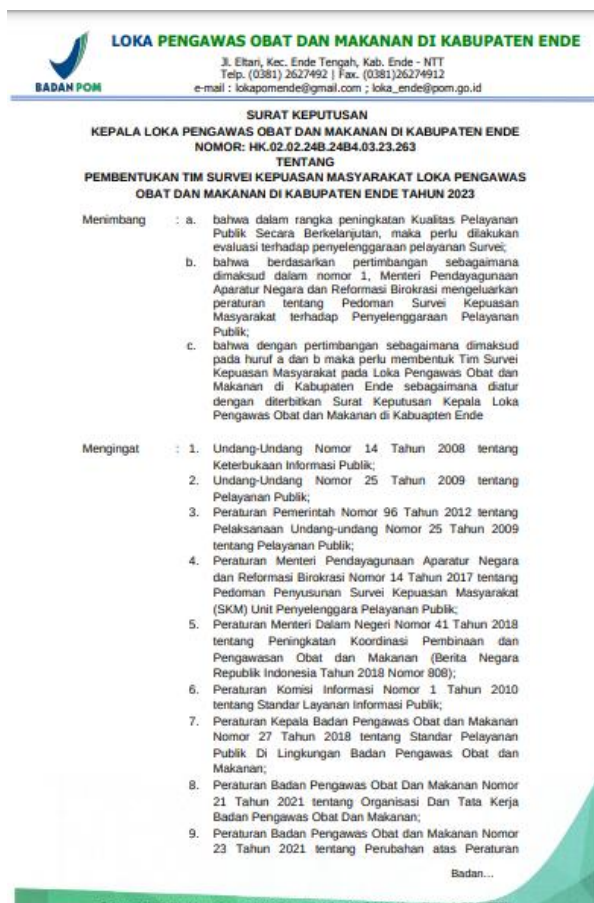 LOKA PENGAWAS OBAT DAN MAKANAN DI KABUPATEN ENDE
Jl. Eltari, Kec. Ende Tengah, Kab. Ende - NTT
Telp. (0381) 2627492 | Fax. (0381)26274912
e-mail : lokapomende@gmail.com ; loka_ende@pom.go.id
BADAN POM
SURAT KEPUTUSAN
KEPALA LOKA PENGAWAS OBAT DAN MAKANAN DI KABUPATEN ENDE
NOMOR: HK.02.02.24B.24B4.03.23.263
TENTANG
PEMBENTUKAN TIM SURVEI KEPUASAN MASYARAKAT LOKA PENGAWAS
OBAT DAN MAKANAN DI KABUPATEN ENDE TAHUN 2023
Menimbang : a. bahwa dalam rangka peningkatan Kualitas Pelayanan
Publik Secara Berkelanjutan, maka perlu dilakukan
evaluasi terhadap penyelenggaraan pelayanan Survei;
b. bahwa berdasarkan pertimbangan sebagaimana
dimaksud dalam nomor 1, Menteri Pendayagunaan
Aparatur Negara dan Reformasi Birokrasi mengeluarkan
peraturan tentang Pedoman Survei Kepuasan
Masyarakat terhadap Penyelenggaraan Pelayanan
Publik;
c. bahwa dengan pertimbangan sebagaimana dimaksud
pada huruf a dan b maka perlu membentuk Tim Survei
Kepuasan Masyarakat pada Loka Pengawas Obat dan
Makanan di Kabupaten Ende sebagaimana diatur
dengan diterbitkan Surat Keputusan Kepala Loka
Pengawas Obat dan Makanan di Kabuapten Ende
Mengingat : 1. Undang-Undang Nomor 14 Tahun 2008 tentang
Keterbukaan Informasi Publik;
2. Undang-Undang Nomor 25 Tahun 2009 tentang
Pelayanan Publik;
3. Peraturan Pemerintah Nomor 96 Tahun 2012 tentang
Pelaksanaan Undang-undang Nomor 25 Tahun 2009
tentang Pelayanan Publik;
4. Peraturan Menteri Pendayagunaan Aparatur Negara
dan Reformasi Birokrasi Nomor 14 Tahun 2017 tentang
Pedoman Penyusunan Survei Kepuasan Masyarakat
(SKM) Unit Penyelenggara Pelayanan Publik;
5. Peraturan Menteri Dalam Negeri Nomor 41 Tahun 2018
tentang Peningkatan Koordinasi Pembinaan dan
Pengawasan Obat dan Makanan (Berita Negara
Republik Indonesia Tahun 2018 Nomor 808);
6. Peraturan Komisi Informasi Nomor 1 Tahun 2010
tentang Standar Layanan Informasi Publik;
7. Peraturan Kepala Badan Pengawas Obat dan Makanan
Nomor 27 Tahun 2018 tentang Standar Pelayanan
Publik Di Lingkungan Badan Pengawas Obat dan
Makanan;
8. Peraturan Badan Pengawas Obat Dan Makanan Nomor
21 Tahun 2021 tentang Organisasi Dan Tata Kerja
Badan Pengawas Obat Dan Makanan;
9. Peraturan Badan Pengawas Obat dan Makanan Nomor
23 Tahun 2021 tentang Perubahan atas Peraturan
Badan...